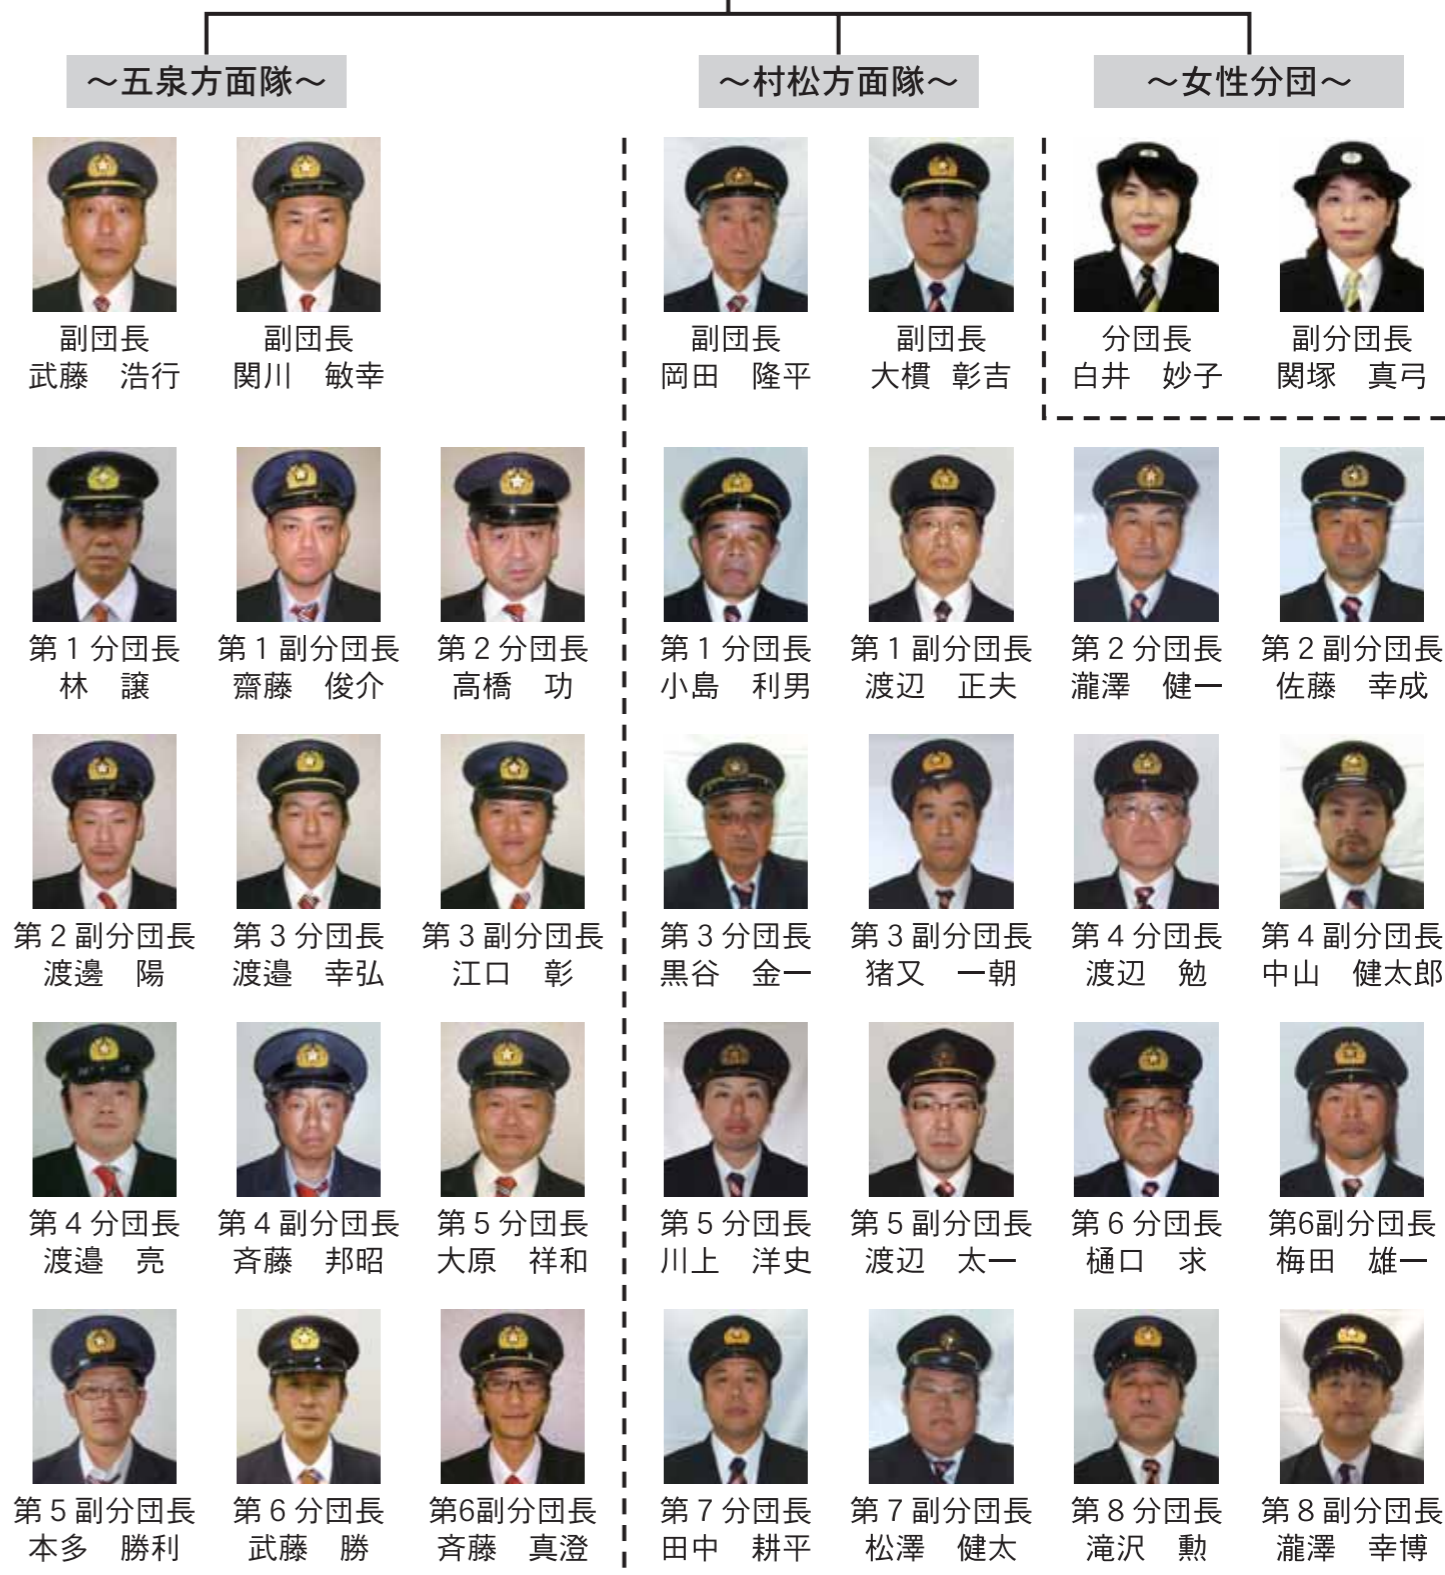 ～五泉方面隊～
副団長
武藤　浩行
副団長
関川　敏幸
第１分団長
林　譲
第１副分団長
齋藤　俊介
第２分団長
高橋　功
第２副分団長
渡邊　陽
第３分団長
渡邉　幸弘
第３副分団長
江口　彰
第４分団長
渡邉　亮
第４副分団長
斉藤　邦昭
第５分団長
大原　祥和
第５副分団長
本多　勝利
第６分団長
武藤　勝
第6副分団長
斉藤　真澄
～村松方面隊～
副団長
岡田　隆平
副団長
大樌 彰吉
第１分団長
小島　利男
第１副分団長
渡辺　正夫
第２分団長
瀧澤　健一
第２副分団長
佐藤　幸成
第３分団長
黒谷　金一
第３副分団長
猪又　一朝
第４分団長
渡辺　勉
第４副分団長
中山　健太郎
第５分団長
川上　洋史
第５副分団長
渡辺　太一
第６分団長
樋口　求
第6副分団長
梅田　雄一
第７分団長
田中　耕平
第７副分団長
松澤　健太
第８分団長
滝沢　勲
第８副分団長
瀧澤　幸博
～女性分団～
分団長
白井　妙子
副分団長
関塚　真弓